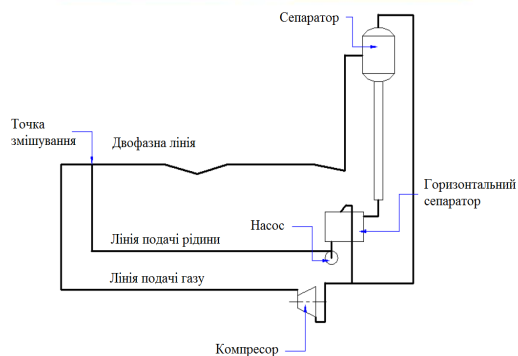 Сепаратор
Точка
змішування
Двофазна лінія
Горизонтальний
сепаратор
Насос
Лінія подачі рідини
Лінія подачі газу
Компресор